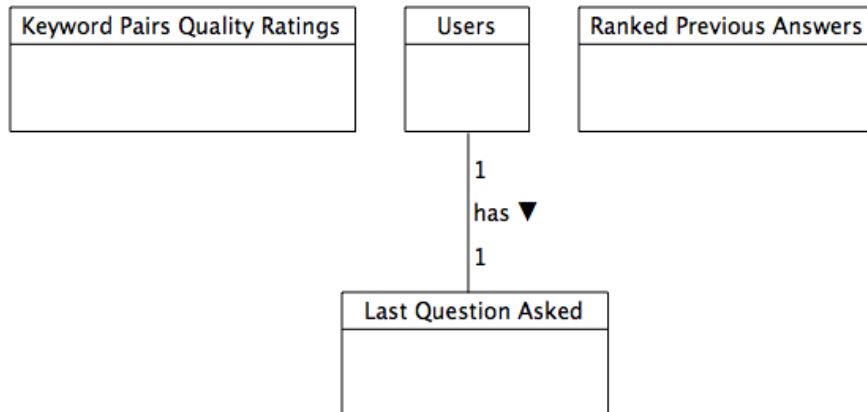 Keyword Pairs Quality Ratings
Users
Ranked Previous Answers
1
has ▼
1
Last Question Asked